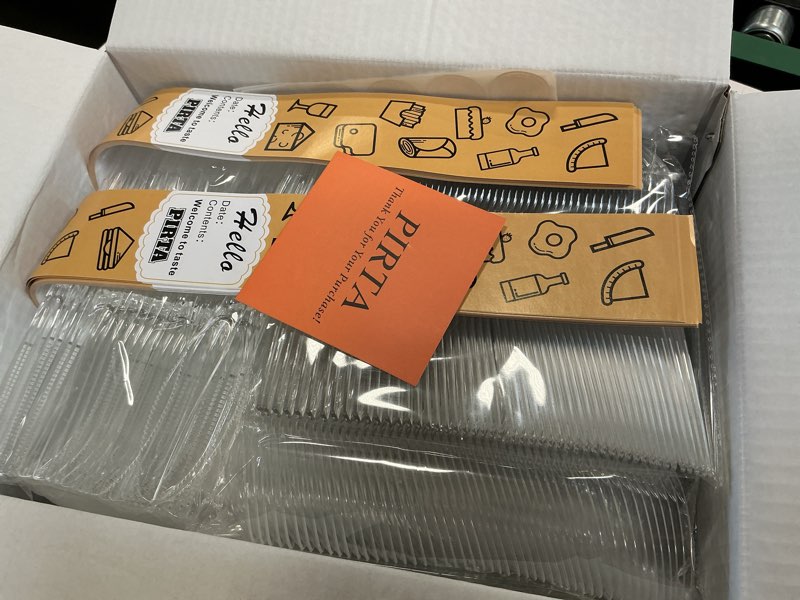 Hello
Date:
Contents:
Welcome to taste
PIRTA
Hello
Date:
Contents:
Welcome to taste
PIRTA
PIRTA
Thank You for Your Purchase!